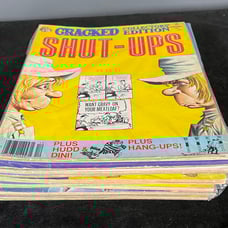 CRACKED
COLLECTORS'
EDITION
SHUT-UPS
WANT GRAVY ON
YOUR MEATLOAF?
PLUS
HUDD &
DINI!
PLUS
HANG-UPS!